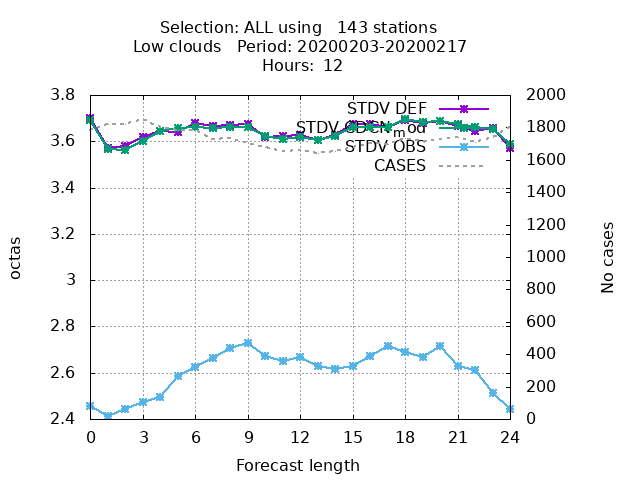 Selection: ALL using   143 stations
Low clouds   Period: 20200203-20200217
Hours:  12
3.8
3.6
3.4
3.2
3
2.8
2.6
2.4
octas
2000
1800
1600
1400
1200
1000
800
600
400
200
0
No cases
STDV DEF
STDV CDCN_mod
STDV OBS
CASES
0 3 6 9 12 15 18 21 24
Forecast length